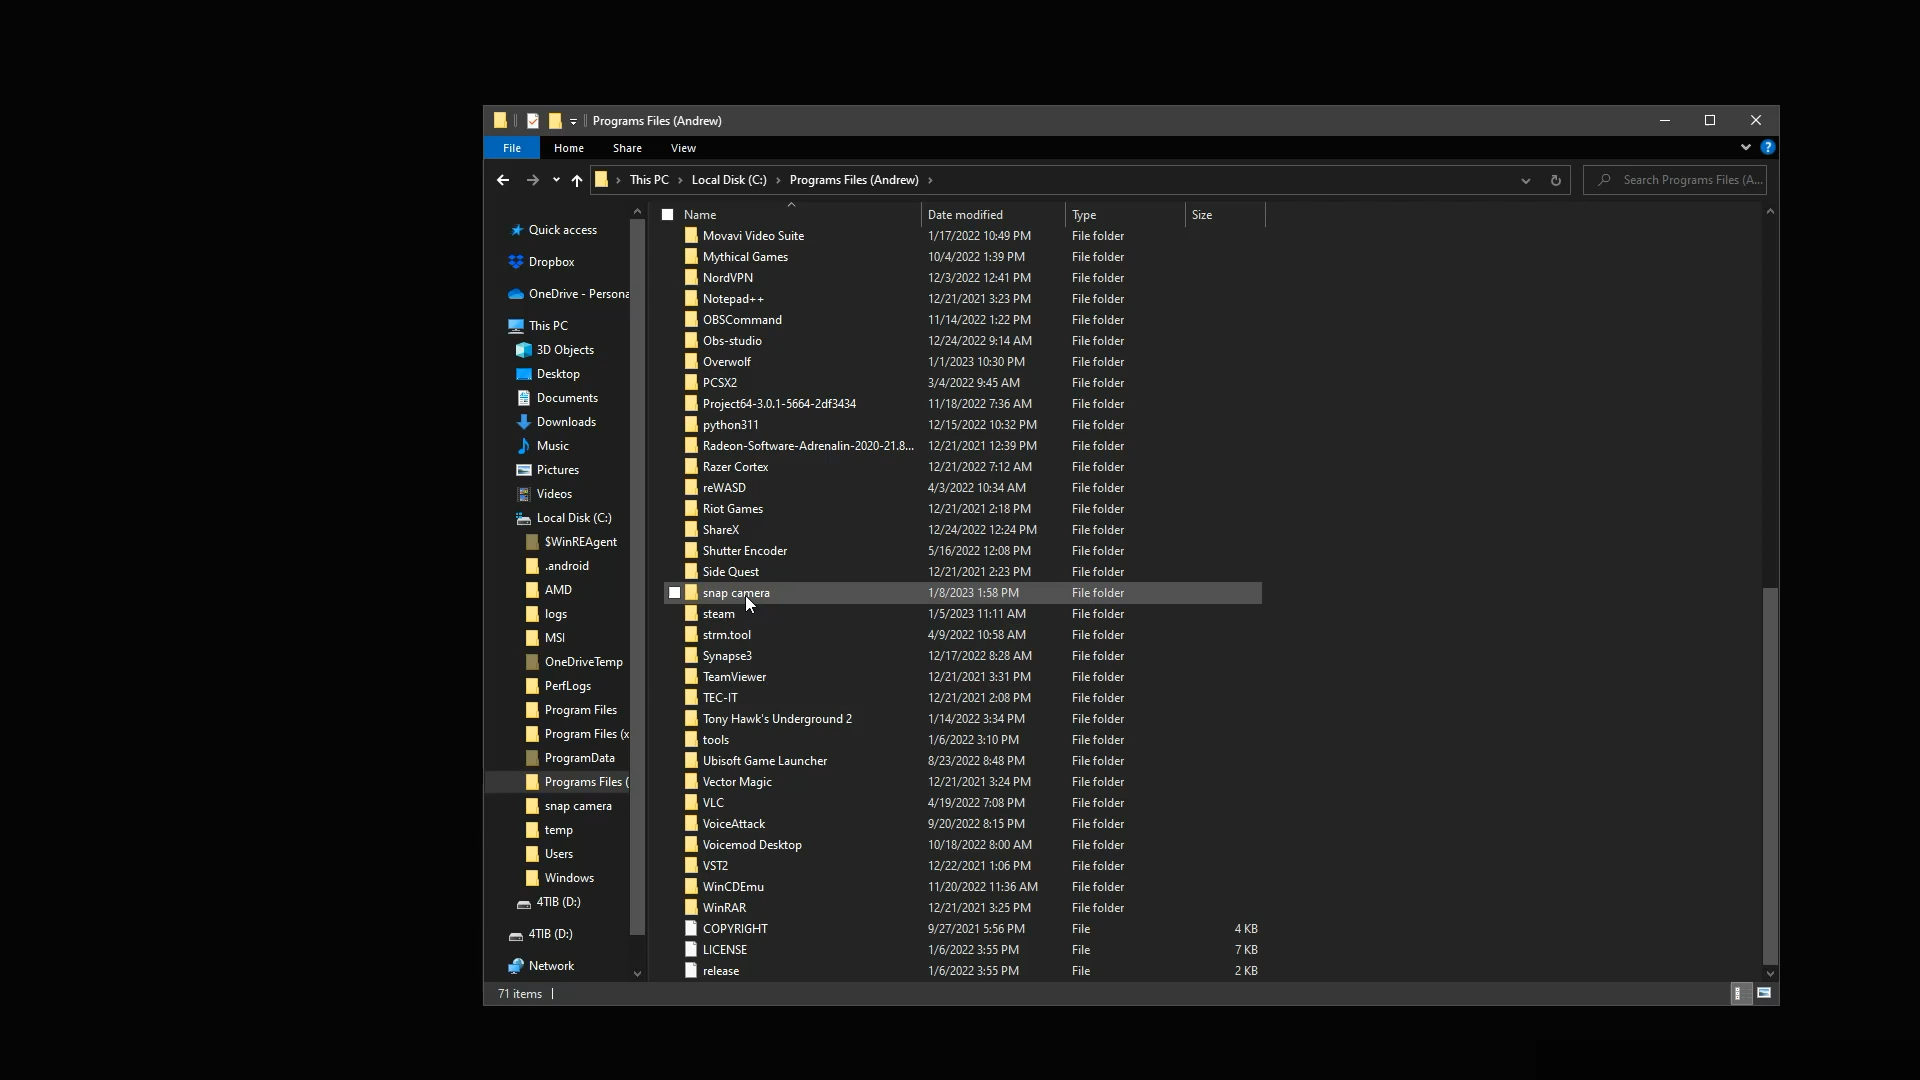 Programs Files (Andrew)
File Home Share View
This PC Local Disk (C:) Programs Files (Andrew)
Search Programs Files (A...
Quick access
Dropbox
OneDrive - Persona
This PC
3D Objects
Desktop
Documents
Downloads
Music
Pictures
Videos
Local Disk (C:)
$WinREAgent
.android
AMD
logs
MSI
OneDriveTemp
PerfLogs
Program Files
Program Files (x
ProgramData
Programs Files (
snap camera
temp
Users
Windows
4TIB (D:)
4TIB (D:)
Network
Name Date modified Type Size
Movavi Video Suite 1/17/2022 10:49 PM File folder
Mythical Games 10/4/2022 1:39 PM File folder
NordVPN 12/3/2022 12:41 PM File folder
Notepad++ 12/21/2021 3:23 PM File folder
OBSCommand 11/14/2022 1:22 PM File folder
Obs-studio 12/24/2022 9:14 AM File folder
Overwolf 1/1/2023 10:30 PM File folder
PCSX2 3/4/2022 9:45 AM File folder
Project64-3.0.1-5664-2df3434 11/18/2022 7:36 AM File folder
python311 12/15/2022 10:32 PM File folder
Radeon-Software-Adrenalin-2020-21.8... 12/21/2021 12:39 PM File folder
Razer Cortex 12/21/2022 7:12 AM File folder
reWASD 4/3/2022 10:34 AM File folder
Riot Games 12/21/2021 2:18 PM File folder
ShareX 12/24/2022 12:24 PM File folder
Shutter Encoder 5/16/2022 12:08 PM File folder
Side Quest 12/21/2021 2:23 PM File folder
snap camera 1/8/2023 1:58 PM File folder
steam 1/5/2023 11:11 AM File folder
strm.tool 4/9/2022 10:58 AM File folder
Synapse3 12/17/2022 8:28 AM File folder
TeamViewer 12/21/2021 3:31 PM File folder
TEC-IT 12/21/2021 2:08 PM File folder
Tony Hawk's Underground 2 1/14/2022 3:34 PM File folder
tools 1/6/2022 3:10 PM File folder
Ubisoft Game Launcher 8/23/2022 8:48 PM File folder
Vector Magic 12/21/2021 3:24 PM File folder
VLC 4/19/2022 7:08 PM File folder
VoiceAttack 9/20/2022 8:15 PM File folder
Voicemod Desktop 10/18/2022 8:00 AM File folder
VST2 12/22/2021 1:06 PM File folder
WinCDEmu 11/20/2022 11:36 AM File folder
WinRAR 12/21/2021 3:25 PM File folder
COPYRIGHT 9/27/2021 5:56 PM File 4 KB
LICENSE 1/6/2022 3:55 PM File 7 KB
release 1/6/2022 3:55 PM File 2 KB
71 items